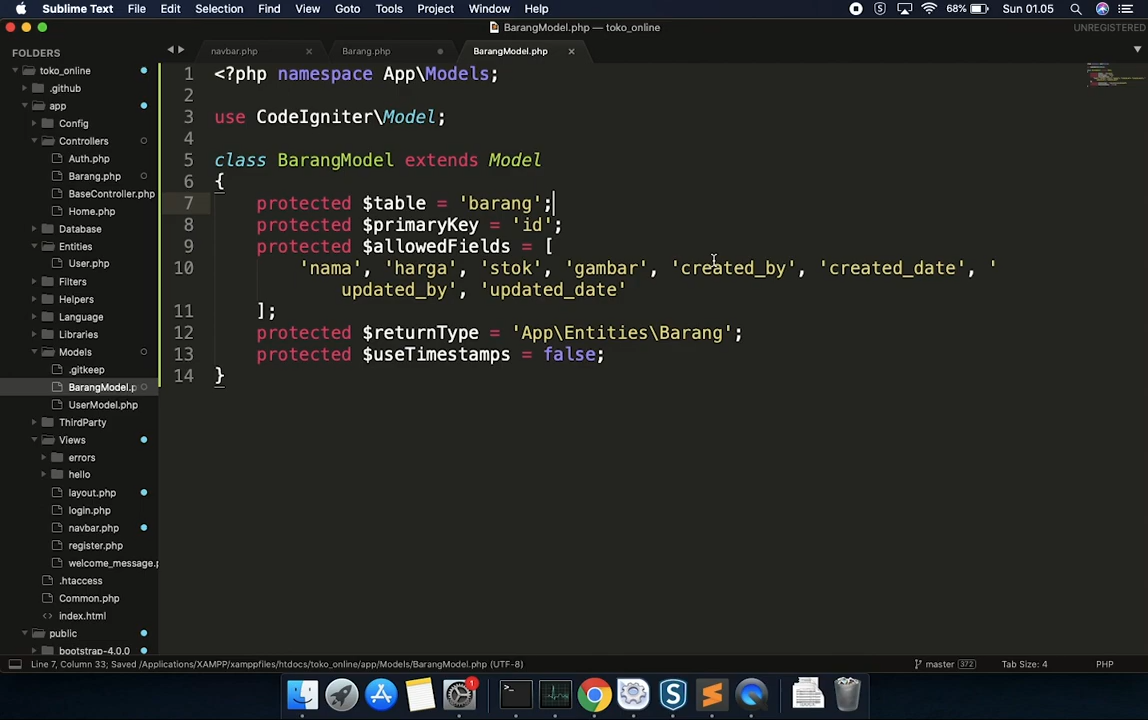 Sublime Text File Edit Selection Find View Goto Tools Project Window Help 68% Sun 01.05
BarangModel.php — toko_online UNREGISTERED
FOLDERS
toko_online
.github
app
Config
Controllers
Auth.php
Barang.php
BaseController.php
Home.php
Database
Entities
User.php
Filters
Helpers
Language
Libraries
Models
.gitkeep
BarangModel.p
UserModel.php
ThirdParty
Views
errors
hello
layout.php
login.php
navbar.php
register.php
welcome_message.p
.htaccess
Common.php
index.html
public
bootstrap-4.0.0
navbar.php Barang.php BarangModel.php
1 <?php namespace App\Models;
2
3 use CodeIgniter\Model;
4
5 class BarangModel extends Model
6 {
7 protected $table = 'barang';
8 protected $primaryKey = 'id';
9 protected $allowedFields = [
10 'nama', 'harga', 'stok', 'gambar', 'created_by', 'created_date', '
updated_by', 'updated_date'
11 ];
12 protected $returnType = 'App\Entities\Barang';
13 protected $useTimestamps = false;
14 }
Line 7, Column 33; Saved /Applications/XAMPP/xamppfiles/htdocs/toko_online/app/Models/BarangModel.php (UTF-8) master 372 Tab Size: 4 PHP
1